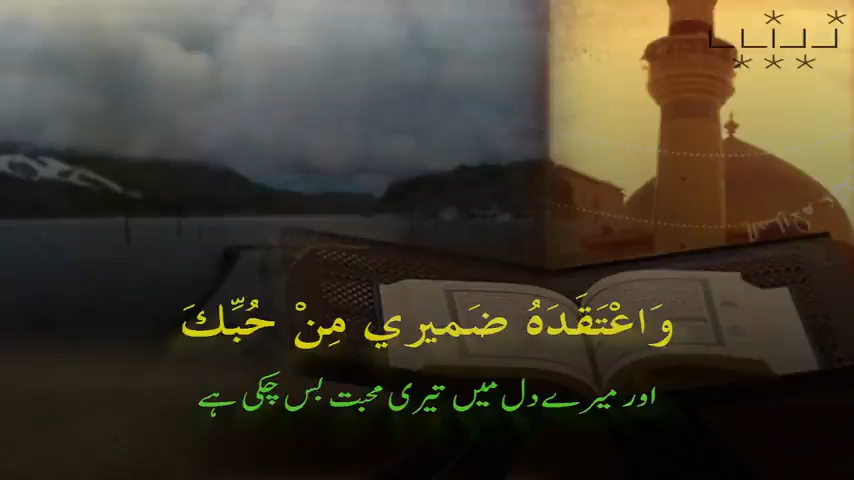 وَاعْتَقَدَهُ ضَميري مِنْ حُبِّكَ
اور میرے دل میں تیری محبت بس چکی ہے